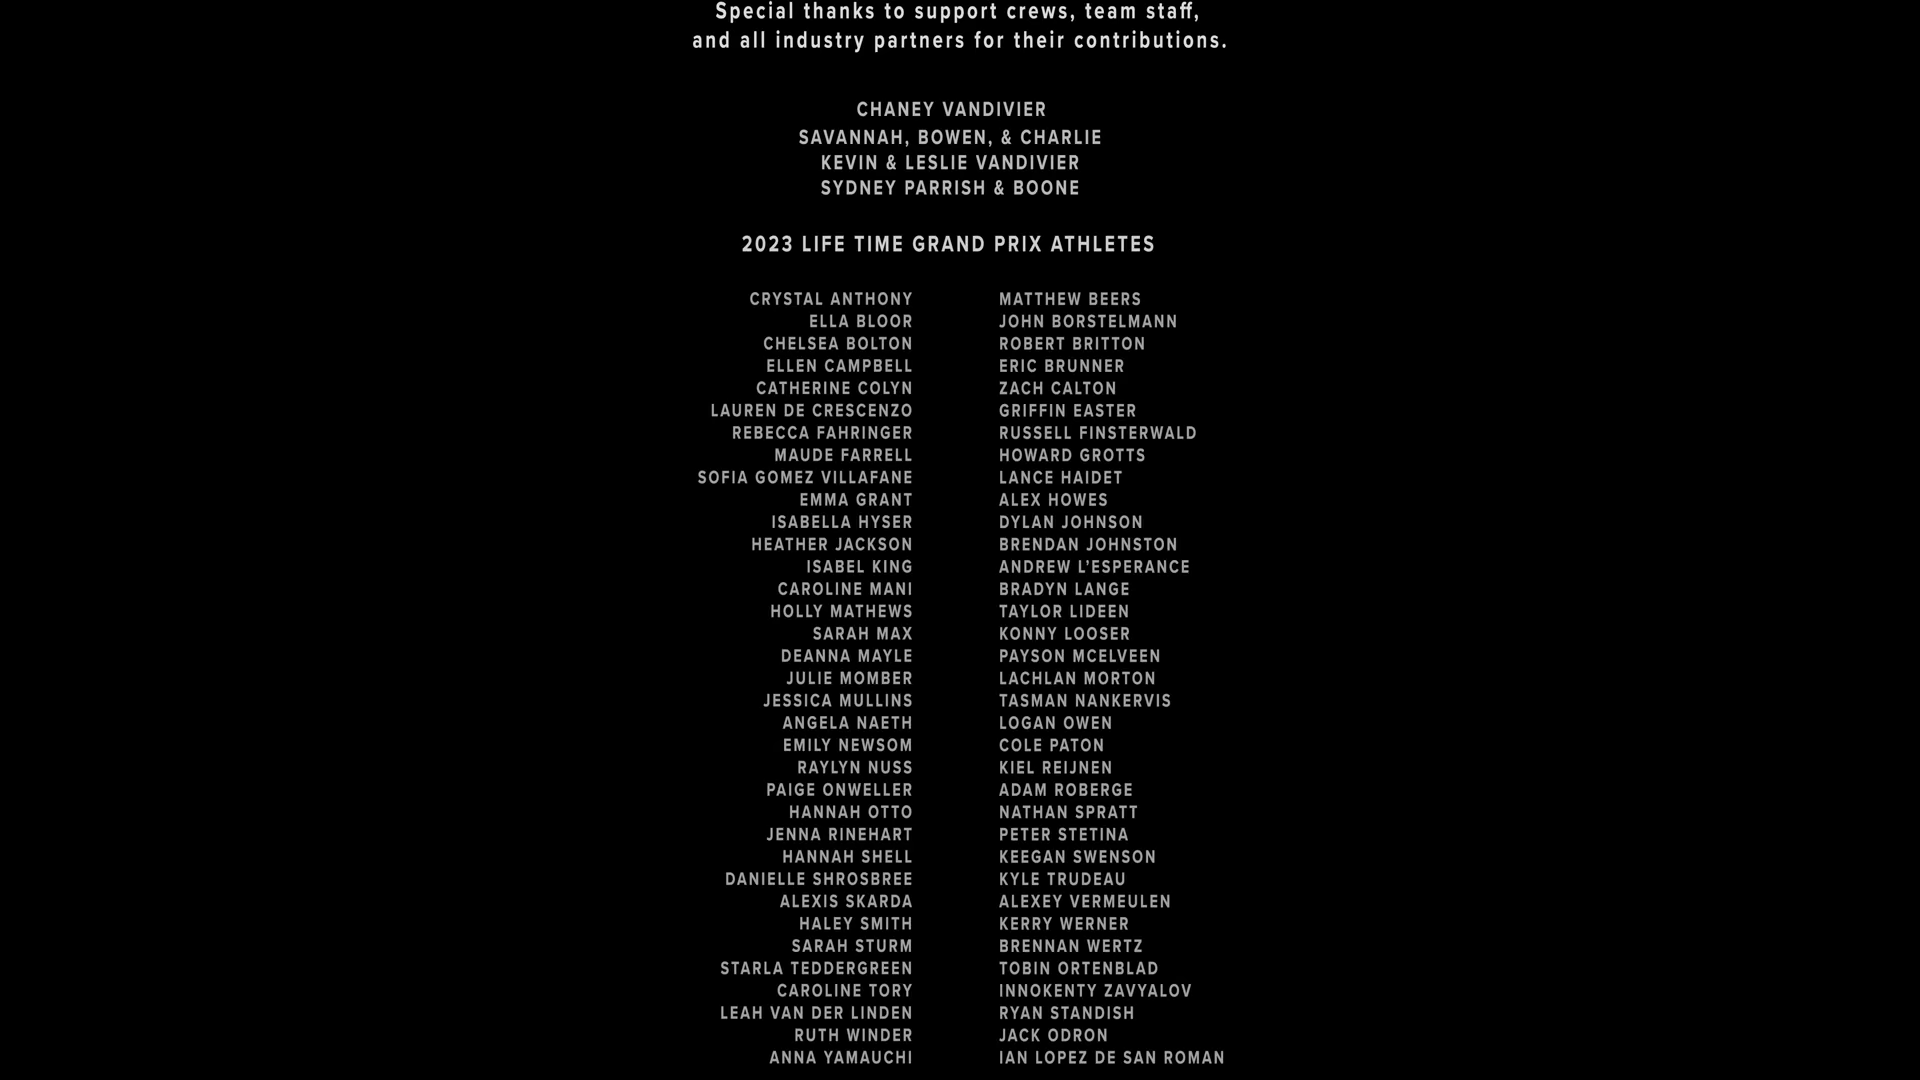 Special thanks to support crews, team staff,
and all industry partners for their contributions.
CHANEY VANDIVIER
SAVANNAH, BOWEN, & CHARLIE
KEVIN & LESLIE VANDIVIER
SYDNEY PARRISH & BOONE
2023 LIFE TIME GRAND PRIX ATHLETES
CRYSTAL ANTHONY MATTHEW BEERS
ELLA BLOOR JOHN BORSTELMANN
CHELSEA BOLTON ROBERT BRITTON
ELLEN CAMPBELL ERIC BRUNNER
CATHERINE COLYN ZACH CALTON
LAUREN DE CRESCENZO GRIFFIN EASTER
REBECCA FAHRINGER RUSSELL FINSTERWALD
MAUDE FARRELL HOWARD GROTTS
SOFIA GOMEZ VILLAFANE LANCE HAIDET
EMMA GRANT ALEX HOWES
ISABELLA HYSER DYLAN JOHNSON
HEATHER JACKSON BRENDAN JOHNSTON
ISABEL KING ANDREW L’ESPERANCE
CAROLINE MANI BRADYN LANGE
HOLLY MATHEWS TAYLOR LIDEEN
SARAH MAX KONNY LOOSER
DEANNA MAYLE PAYSON MCELVEEN
JULIE MOMBER LACHLAN MORTON
JESSICA MULLINS TASMAN NANKERVIS
ANGELA NAETH LOGAN OWEN
EMILY NEWSOM COLE PATON
RAYLYN NUSS KIEL REIJNEN
PAIGE ONWELLER ADAM ROBERGE
HANNAH OTTO NATHAN SPRATT
JENNA RINEHART PETER STETINA
HANNAH SHELL KEEGAN SWENSON
DANIELLE SHROSBREE KYLE TRUDEAU
ALEXIS SKARDA ALEXEY VERMEULEN
HALEY SMITH KERRY WERNER
SARAH STURM BRENNAN WERTZ
STARLA TEDDERGREEN TOBIN ORTENBLAD
CAROLINE TORY INNOKENTY ZAVYALOV
LEAH VAN DER LINDEN RYAN STANDISH
RUTH WINDER JACK ODRON
ANNA YAMAUCHI IAN LOPEZ DE SAN ROMAN